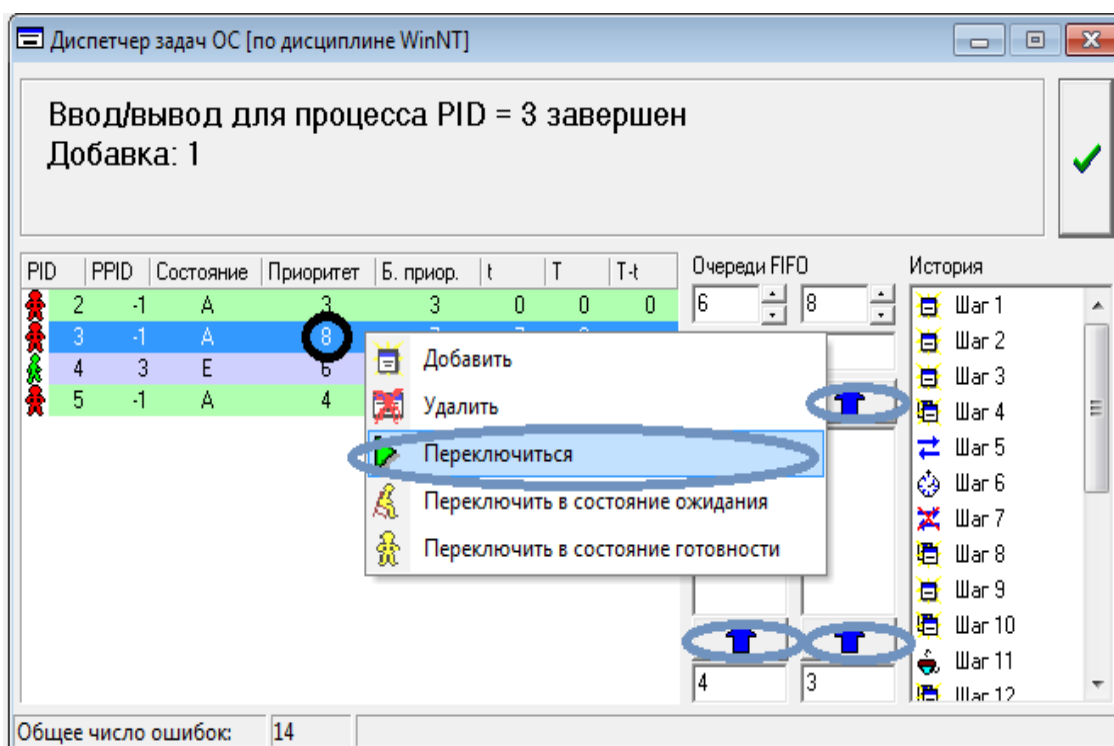 Диспетчер задач ОС [по дисциплине WinNT]
Ввод/вывод для процесса PID = 3 завершен
Добавка: 1
PID PPID Состояние Приоритет Б. приор. t T T-t
2 -1 A 3 3 0 0 0
3 -1 A 8
4 3 E 6
5 -1 A 4
Добавить
Удалить
Переключиться
Переключить в состояние ожидания
Переключить в состояние готовности
Очереди FIFO
6 8
4 3
История
Шаг 1
Шаг 2
Шаг 3
Шаг 4
Шаг 5
Шаг 6
Шаг 7
Шаг 8
Шаг 9
Шаг 10
Шаг 11
Шаг 12
Общее число ошибок: 14